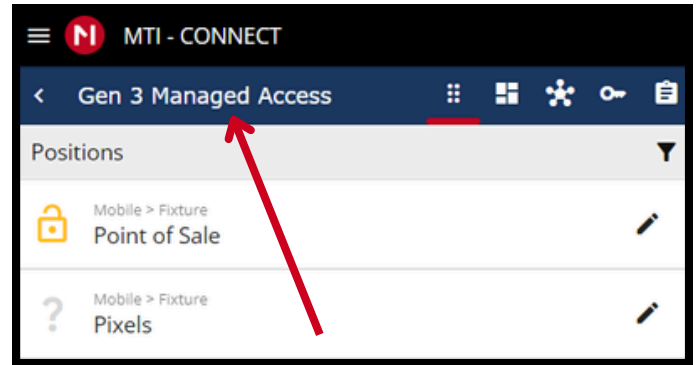 MTI - CONNECT
Gen 3 Managed Access
Positions
Mobile > Fixture
Point of Sale
Mobile > Fixture
Pixels